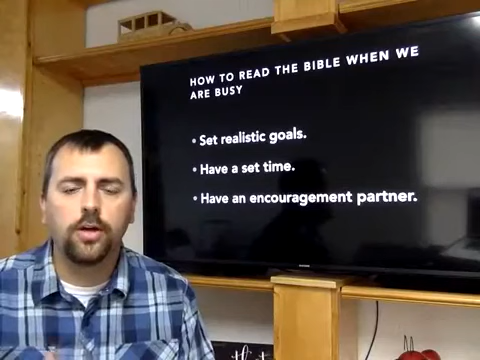 HOW TO READ THE BIBLE WHEN WE
ARE BUSY
• Set realistic goals.
• Have a set time.
• Have an encouragement partner.